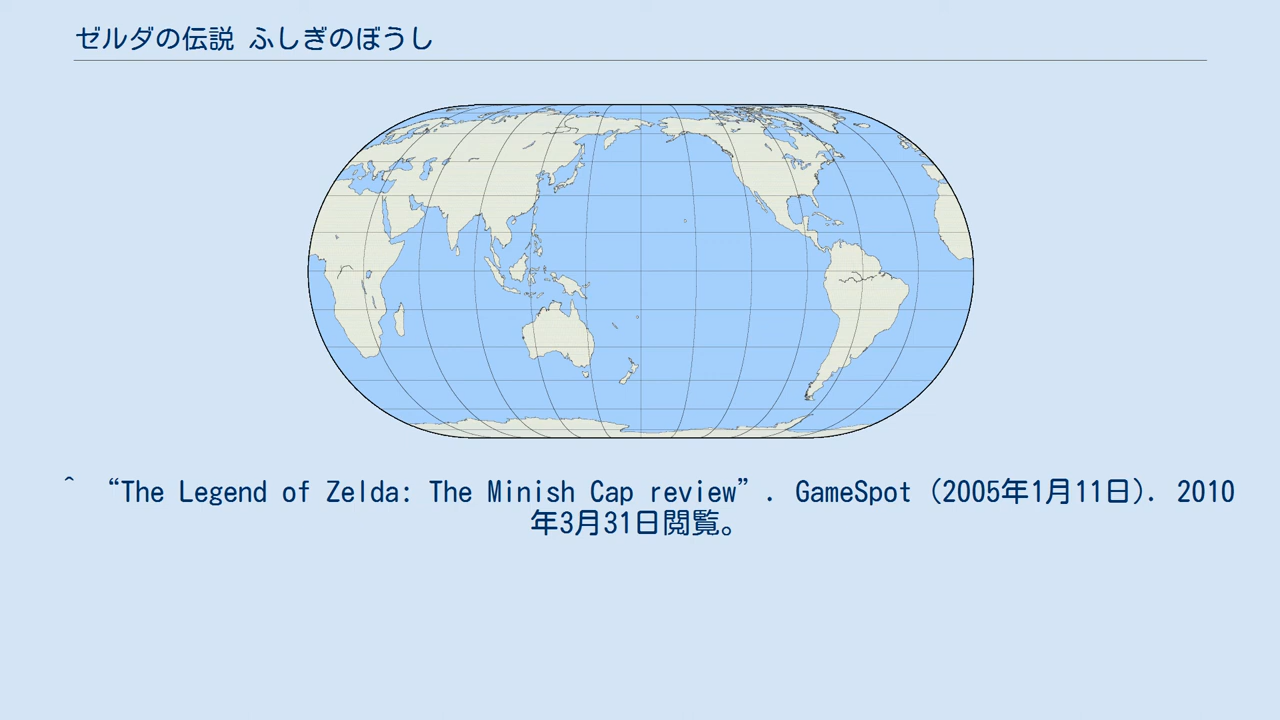 ゼルダの伝説 ふしぎのぼうし
^ “The Legend of Zelda: The Minish Cap review”. GameSpot (2005年1月11日). 2010
年3月31日閲覧。